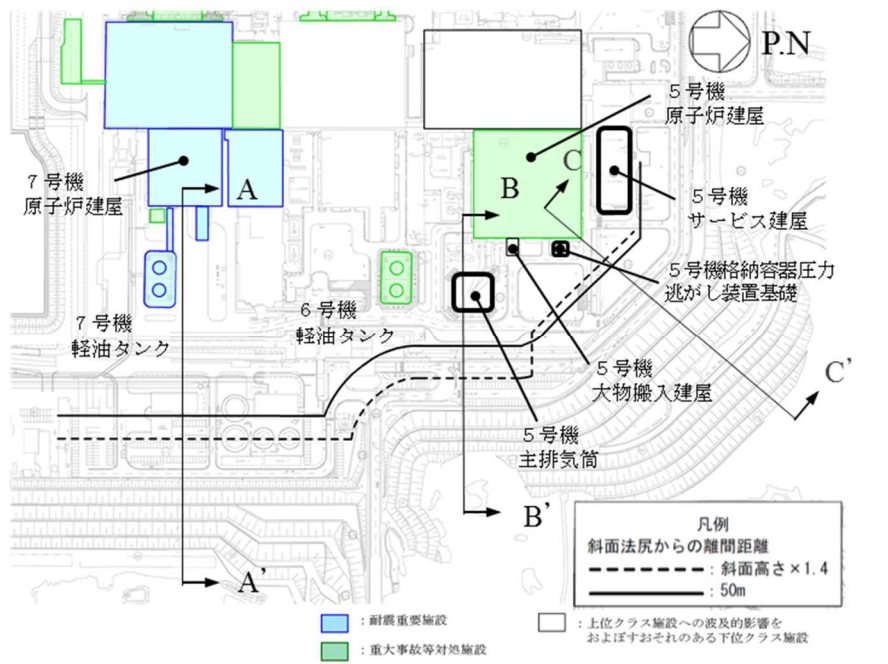 P.N
５号機
原子炉建屋
C
７号機
原子炉建屋
A
B
５号機
サービス建屋
５号機格納容器圧力
逃がし装置基礎
６号機
軽油タンク
７号機
軽油タンク
５号機
大物搬入建屋
C'
５号機
主排気筒
B'
A'
凡例
斜面法尻からの離間距離
：斜面高さ×1.4
：50m
：耐震重要施設
：重大事故等対処施設
：上位クラス施設への波及的影響を
およぼすおそれのある下位クラス施設